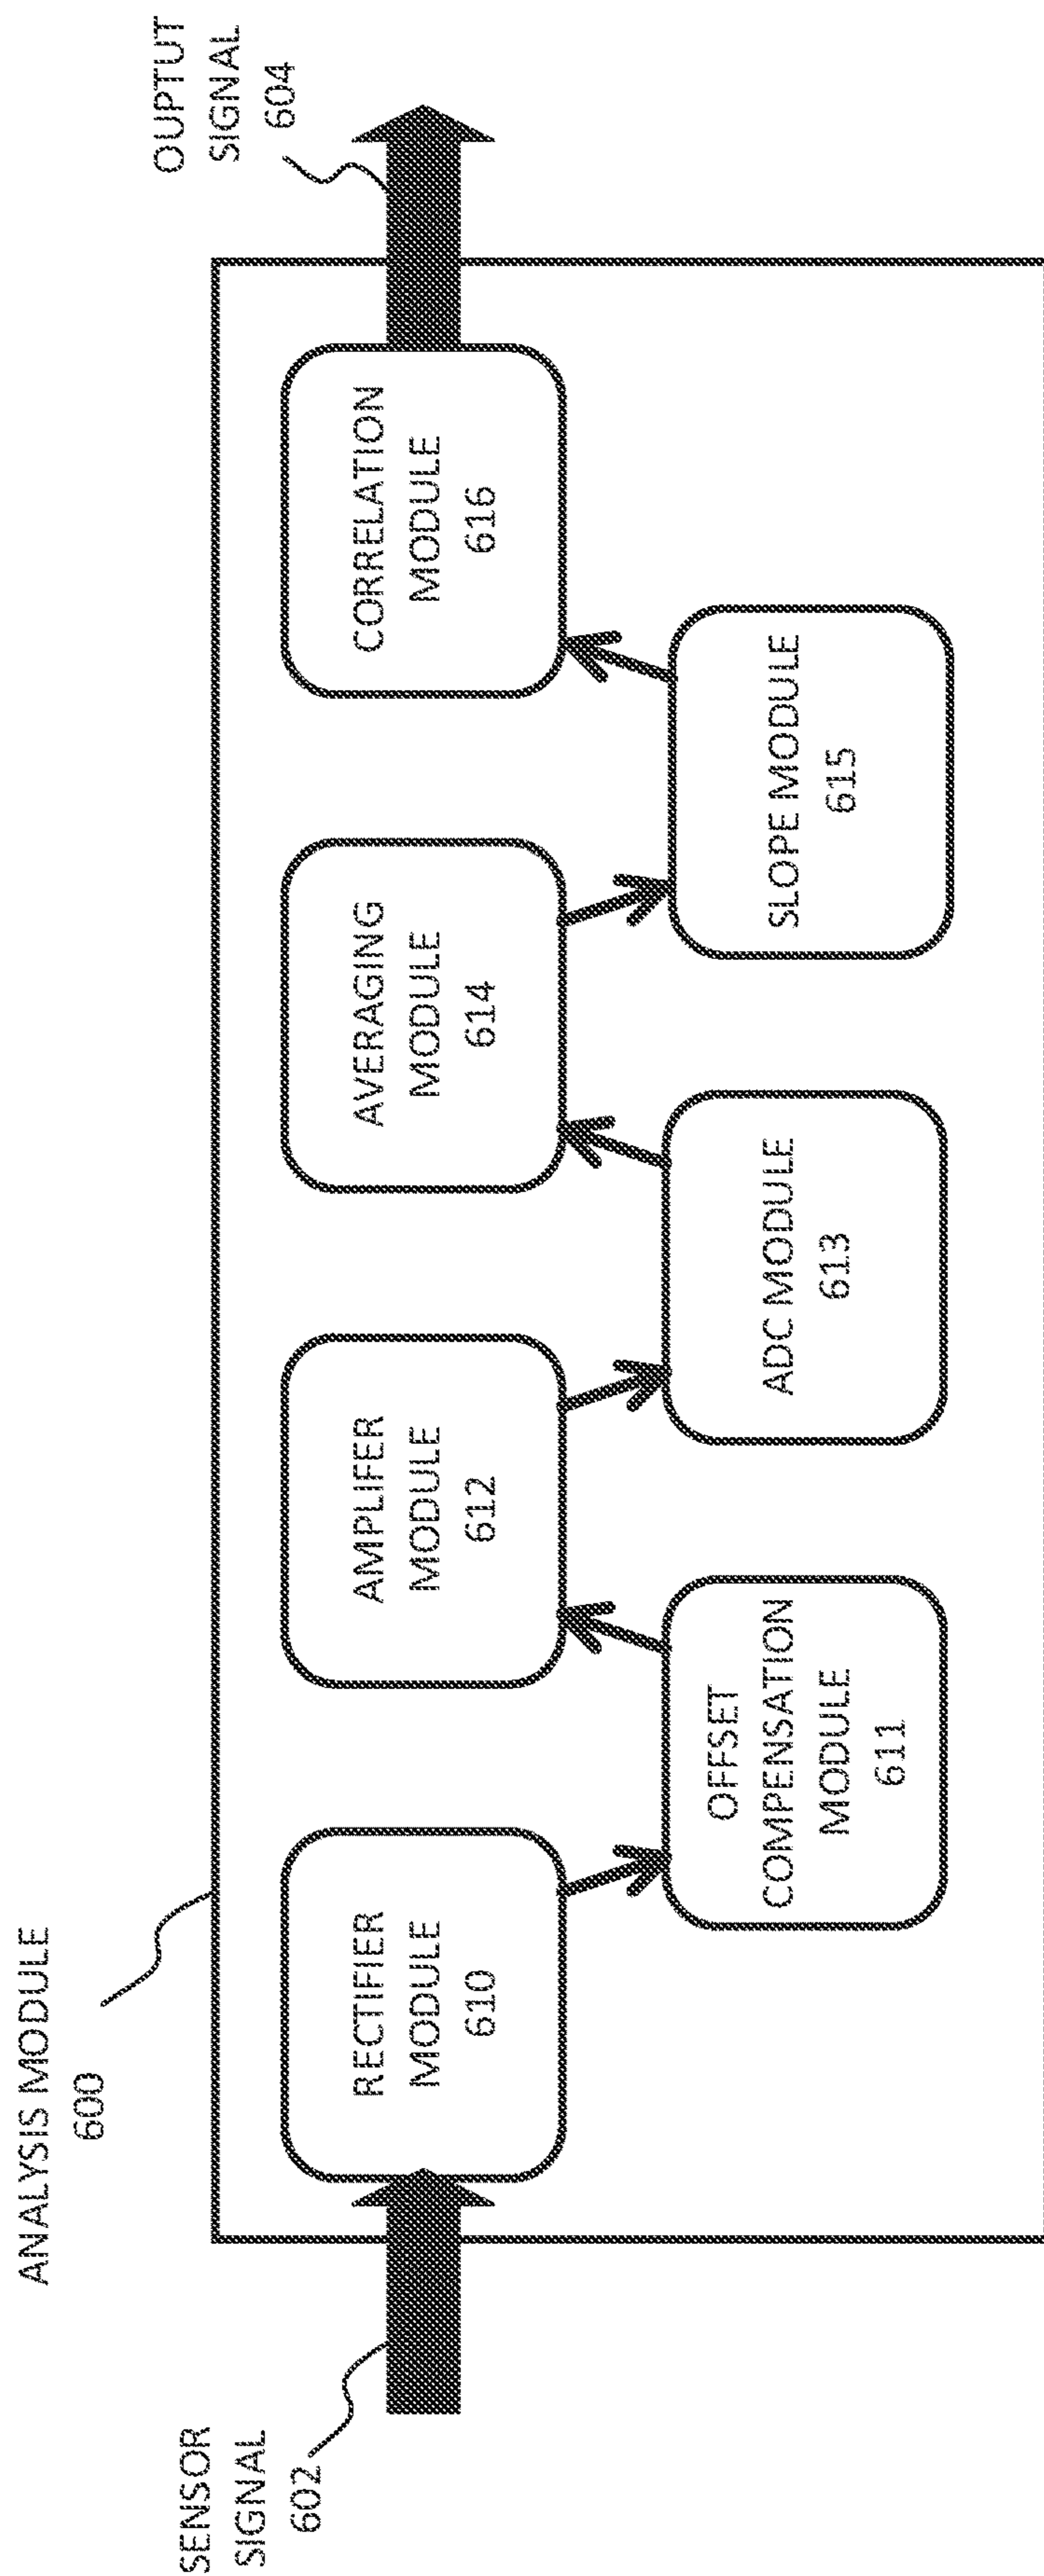 ANALYSIS MODULE
600
SENSOR
SIGNAL
602
OUPTUT
SIGNAL
604
RECTIFIER
MODULE
610
OFFSET
COMPENSATION
MODULE
611
AMPLIFER
MODULE
612
ADC MODULE
613
AVERAGING
MODULE
614
SLOPE MODULE
615
CORRELATION
MODULE
616